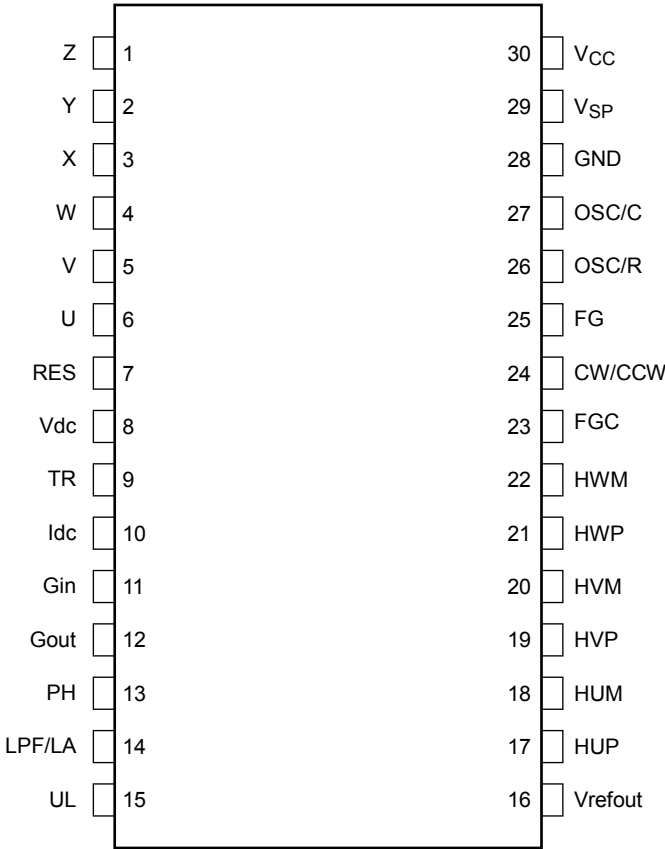 Z 1 30 VCC
Y 2 29 VSP
X 3 28 GND
W 4 27 OSC/C
V 5 26 OSC/R
U 6 25 FG
RES 7 24 CW/CCW
Vdc 8 23 FGC
TR 9 22 HWM
Idc 10 21 HWP
Gin 11 20 HVM
Gout 12 19 HVP
PH 13 18 HUM
LPF/LA 14 17 HUP
UL 15 16 Vrefout